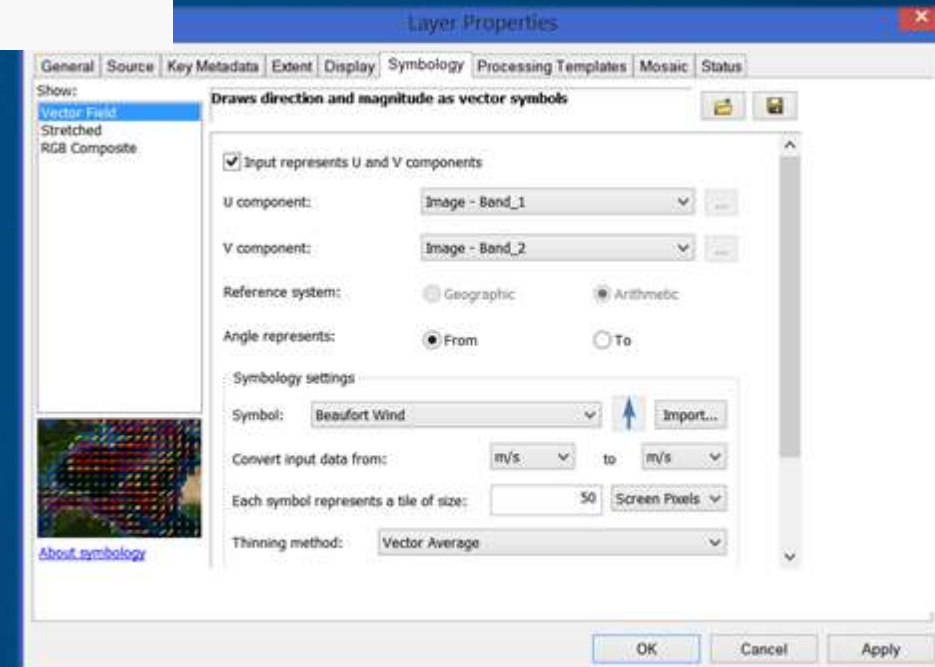 Layer Properties
General Source Key Metadata Extent Display Symbology Processing Templates Mosaic Status
Show:
Vector Field
Stretched
RGB Composite
Draws direction and magnitude as vector symbols
Input represents U and V components
U component: Image - Band_1 ...
V component: Image - Band_2 ...
Reference system: Geographic Arithmetic
Angle represents: From To
Symbology settings
Symbol: Beaufort Wind Import...
Convert input data from: m/s to m/s
Each symbol represents a tile of size: 50 Screen Pixels
Thinning method: Vector Average
About symbology
OK Cancel Apply